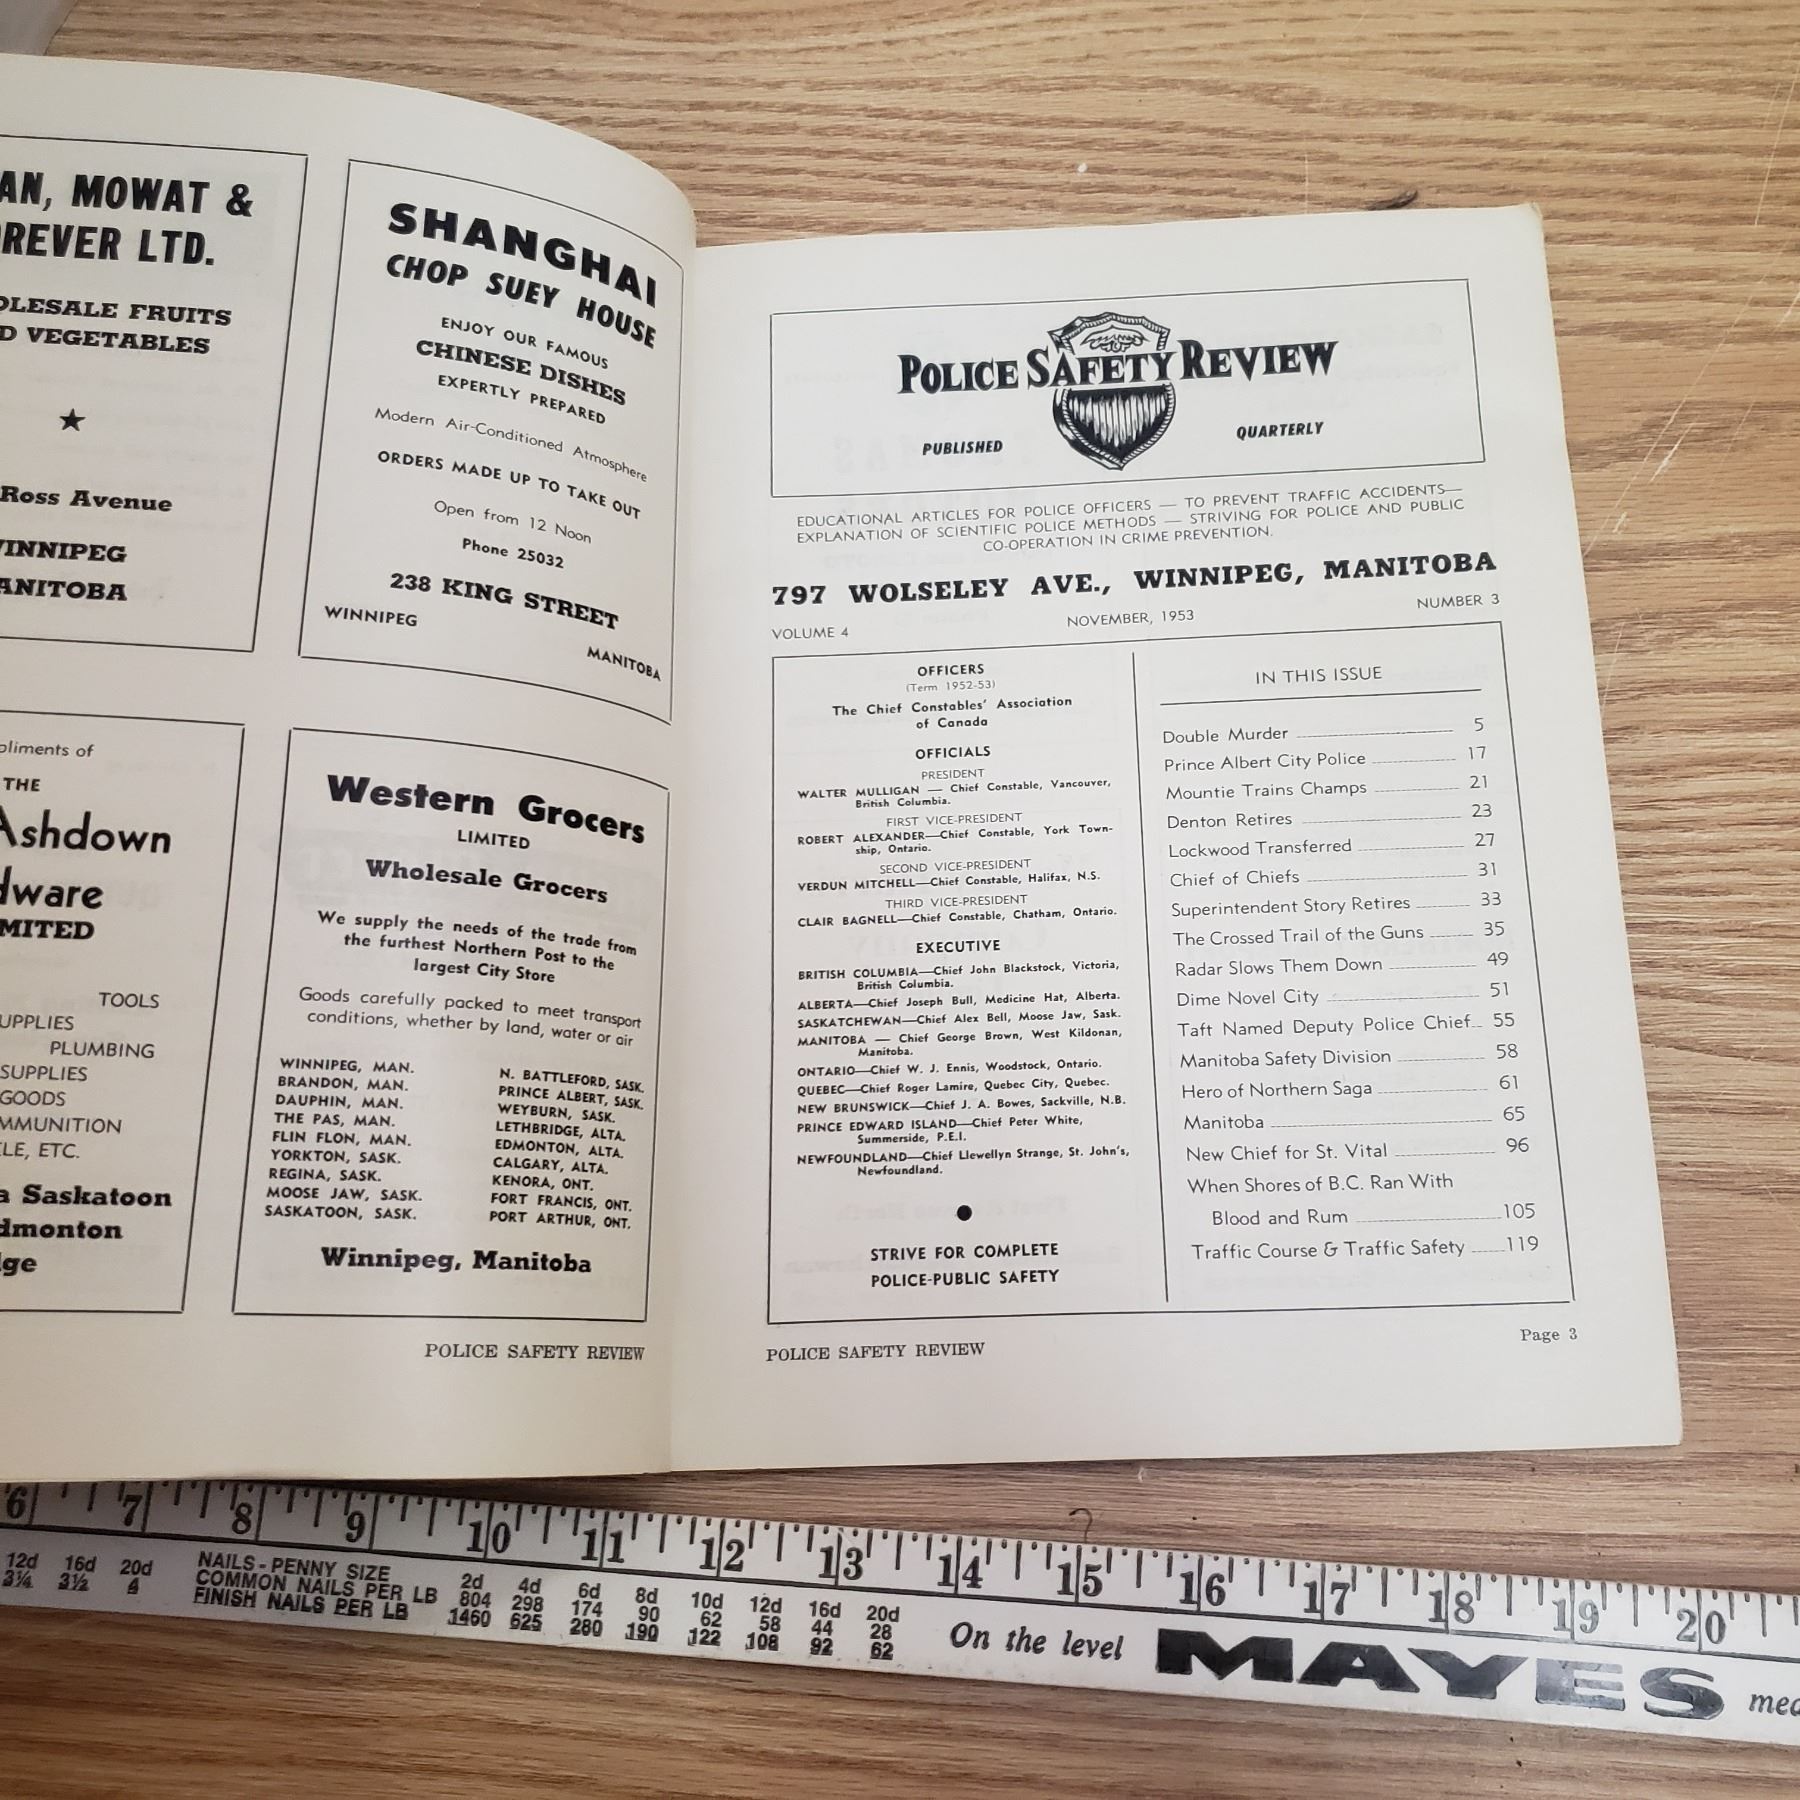 AN, MOWAT &
REVER LTD.
OLESALE FRUITS
D VEGETABLES
★
Ross Avenue
WINNIPEG
ANITOBA
SHANGHAI
CHOP SUEY HOUSE
ENJOY OUR FAMOUS
CHINESE DISHES
EXPERTLY PREPARED
Modern Air-Conditioned Atmosphere
ORDERS MADE UP TO TAKE OUT
Open from 12 Noon
Phone 25032
238 KING STREET
WINNIPEG
MANITOBA
pliments of
THE
Ashdown
dware
MITED
TOOLS
UPPLIES
PLUMBING
SUPPLIES
GOODS
MMUNITION
LE, ETC.
a Saskatoon
dmonton
ge
Western Grocers
LIMITED
Wholesale Grocers
We supply the needs of the trade from
the furthest Northern Post to the
largest City Store
Goods carefully packed to meet transport
conditions, whether by land, water or air
WINNIPEG, MAN.
BRANDON, MAN.
DAUPHIN, MAN.
THE PAS, MAN.
FLIN FLON, MAN.
YORKTON, SASK.
REGINA, SASK.
MOOSE JAW, SASK.
SASKATOON, SASK.
N. BATTLEFORD, SASK.
PRINCE ALBERT, SASK.
WEYBURN, SASK.
LETHBRIDGE, ALTA.
EDMONTON, ALTA.
CALGARY, ALTA.
KENORA, ONT.
FORT FRANCIS, ONT.
PORT ARTHUR, ONT.
Winnipeg, Manitoba
POLICE SAFETY REVIEW
POLICE SAFETY REVIEW
PUBLISHED QUARTERLY
EDUCATIONAL ARTICLES FOR POLICE OFFICERS — TO PREVENT TRAFFIC ACCIDENTS—
EXPLANATION OF SCIENTIFIC POLICE METHODS — STRIVING FOR POLICE AND PUBLIC
CO-OPERATION IN CRIME PREVENTION.
797 WOLSELEY AVE., WINNIPEG, MANITOBA
VOLUME 4 NOVEMBER, 1953 NUMBER 3
OFFICERS
(Term 1952-53)
The Chief Constables' Association
of Canada
OFFICIALS
PRESIDENT
WALTER MULLIGAN — Chief Constable, Vancouver,
British Columbia.
FIRST VICE-PRESIDENT
ROBERT ALEXANDER—Chief Constable, York Town-
ship, Ontario.
SECOND VICE-PRESIDENT
VERDUN MITCHELL—Chief Constable, Halifax, N.S.
THIRD VICE-PRESIDENT
CLAIR BAGNELL—Chief Constable, Chatham, Ontario.
EXECUTIVE
BRITISH COLUMBIA—Chief John Blackstock, Victoria,
British Columbia.
ALBERTA—Chief Joseph Bull, Medicine Hat, Alberta.
SASKATCHEWAN—Chief Alex Bell, Moose Jaw, Sask.
MANITOBA — Chief George Brown, West Kildonan,
Manitoba.
ONTARIO—Chief W. J. Ennis, Woodstock, Ontario.
QUEBEC—Chief Roger Lamire, Quebec City, Quebec.
NEW BRUNSWICK—Chief J. A. Bowes, Sackville, N.B.
PRINCE EDWARD ISLAND—Chief Peter White,
Summerside, P.E.I.
NEWFOUNDLAND—Chief Llewellyn Strange, St. John's,
Newfoundland.
●
STRIVE FOR COMPLETE
POLICE-PUBLIC SAFETY
IN THIS ISSUE
Double Murder 5
Prince Albert City Police 17
Mountie Trains Champs 21
Denton Retires 23
Lockwood Transferred 27
Chief of Chiefs 31
Superintendent Story Retires 33
The Crossed Trail of the Guns 35
Radar Slows Them Down 49
Dime Novel City 51
Taft Named Deputy Police Chief 55
Manitoba Safety Division 58
Hero of Northern Saga 61
Manitoba 65
New Chief for St. Vital 96
When Shores of B.C. Ran With
Blood and Rum 105
Traffic Course & Traffic Safety 119
POLICE SAFETY REVIEW
Page 3
6 7 8 9 10 11 12 13 14 15 16 17 18 19 20
12d 16d 20d
3¼ 3½ 4
NAILS - PENNY SIZE 2d 4d 6d 8d 10d 12d 16d 20d
COMMON NAILS PER LB 804 298 174 90 62 58 44 28
FINISH NAILS PER LB 1460 625 280 190 122 108 92 62
On the level MAYES mea